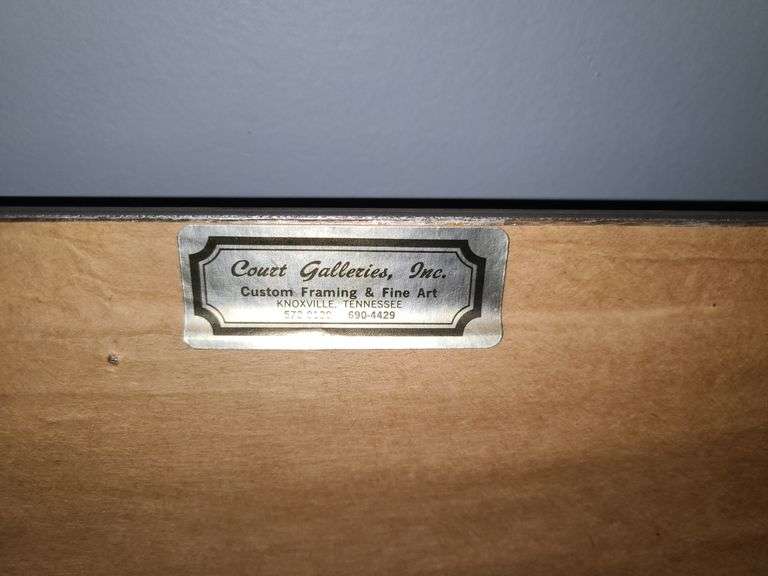 Court Galleries, Inc.
Custom Framing & Fine Art
KNOXVILLE, TENNESSEE
690-4429